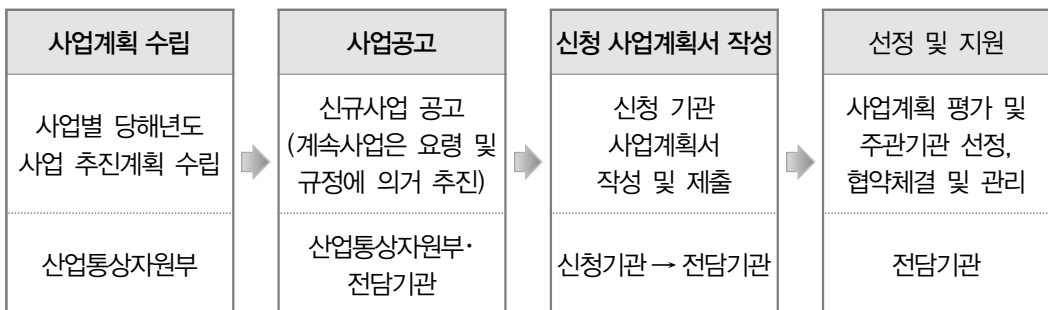 사업계획 수립
사업별 당해년도
사업 추진계획 수립
산업통상자원부
사업공고
신규사업 공고
(계속사업은 요령 및
규정에 의거 추진)
산업통상자원부·
전담기관
신청 사업계획서 작성
신청 기관
사업계획서
작성 및 제출
신청기관 → 전담기관
선정 및 지원
사업계획 평가 및
주관기관 선정,
협약체결 및 관리
전담기관